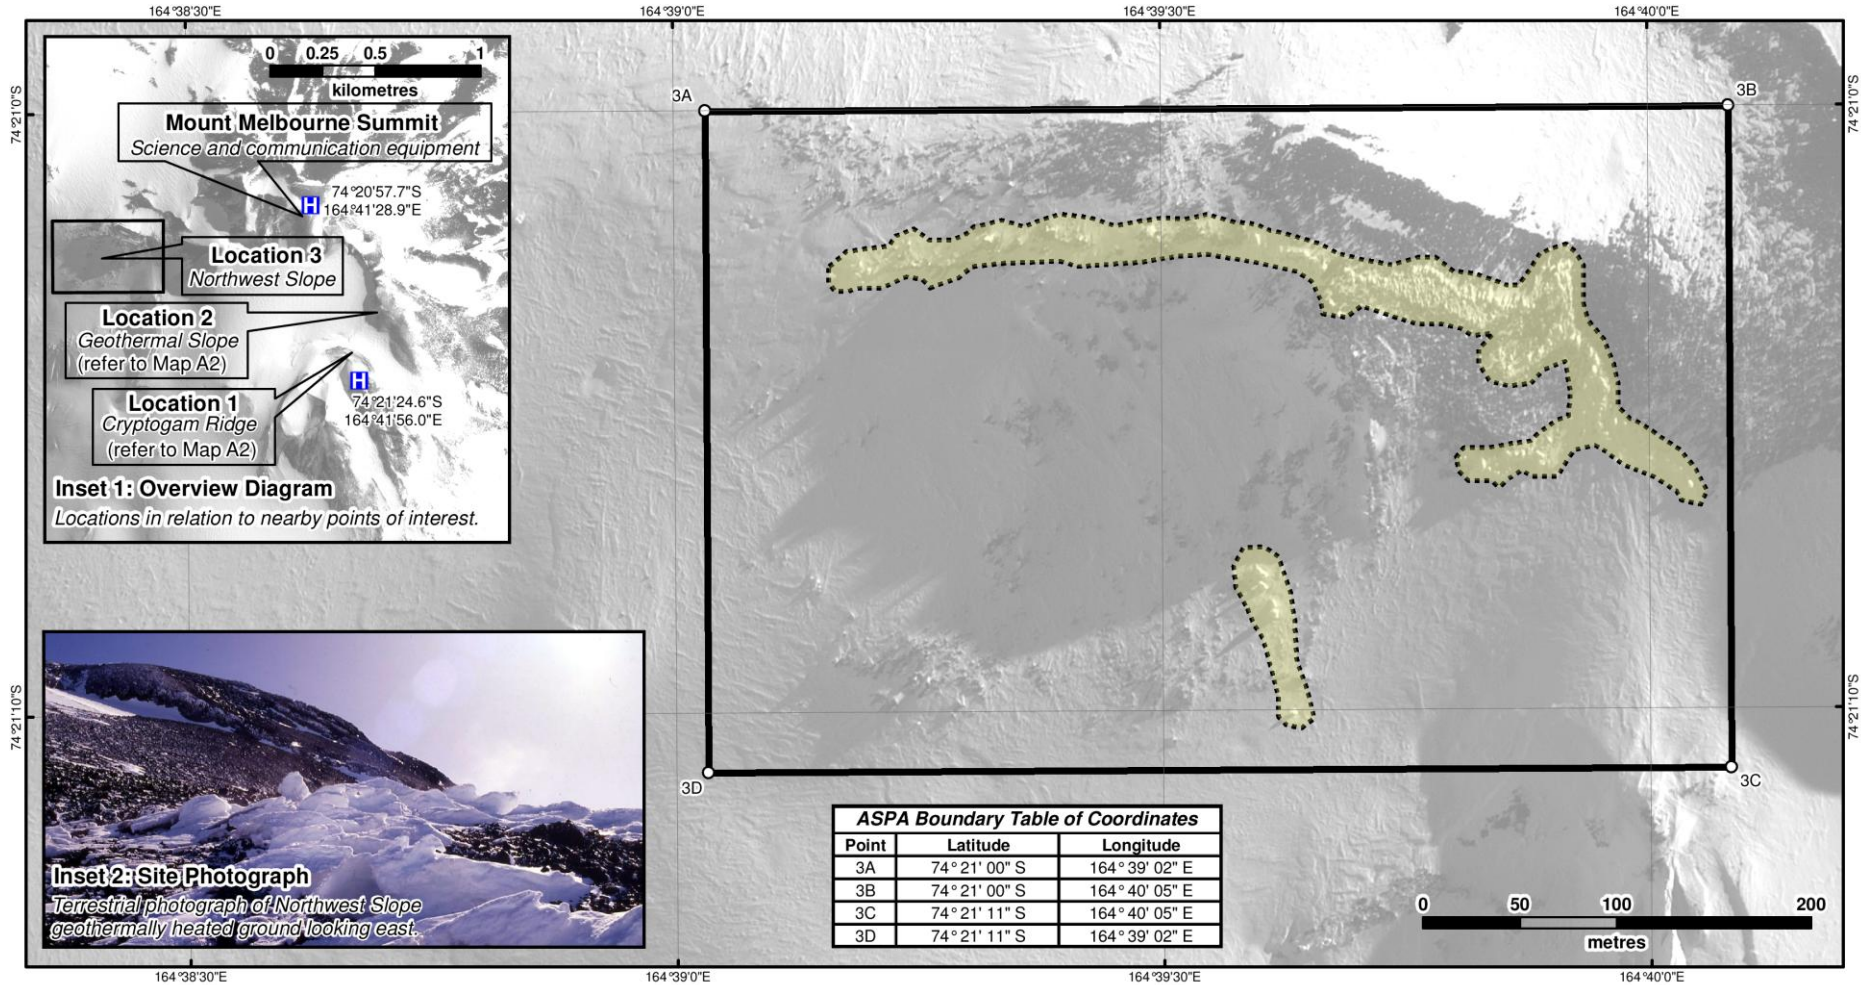 164°38'30"E
164°39'0"E
164°39'30"E
164°40'0"E
74°21'0"S
74°21'0"S
0 0.25 0.5 1
kilometres
Mount Melbourne Summit
Science and communication equipment
H
74°20'57.7"S
164°41'28.9"E
Location 3
Northwest Slope
Location 2
Geothermal Slope
(refer to Map A2)
H
74°21'24.6"S
164°41'56.0"E
Location 1
Cryptogam Ridge
(refer to Map A2)
Inset 1: Overview Diagram
Locations in relation to nearby points of interest.
3A
3B
3C
3D
74°21'10"S
74°21'10"S
Inset 2: Site Photograph
Terrestrial photograph of Northwest Slope
geothermally heated ground looking east.
ASPA Boundary Table of Coordinates
Point Latitude Longitude
3A 74° 21' 00" S 164° 39' 02" E
3B 74° 21' 00" S 164° 40' 05" E
3C 74° 21' 11" S 164° 40' 05" E
3D 74° 21' 11" S 164° 39' 02" E
0 50 100 200
metres
164°38'30"E
164°39'0"E
164°39'30"E
164°40'0"E